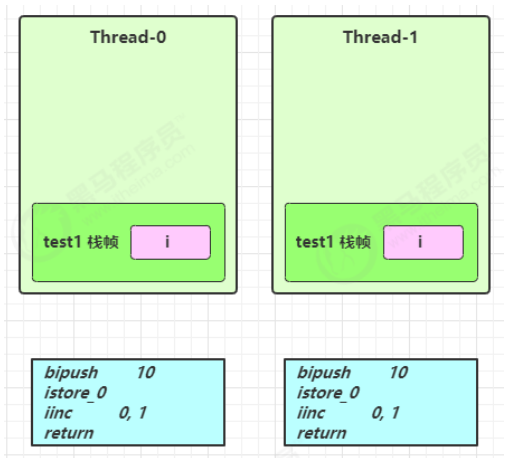 Thread-0
Thread-1
test1 栈帧 i
test1 栈帧 i
bipush 10
istore_0
iinc 0, 1
return
bipush 10
istore_0
iinc 0, 1
return